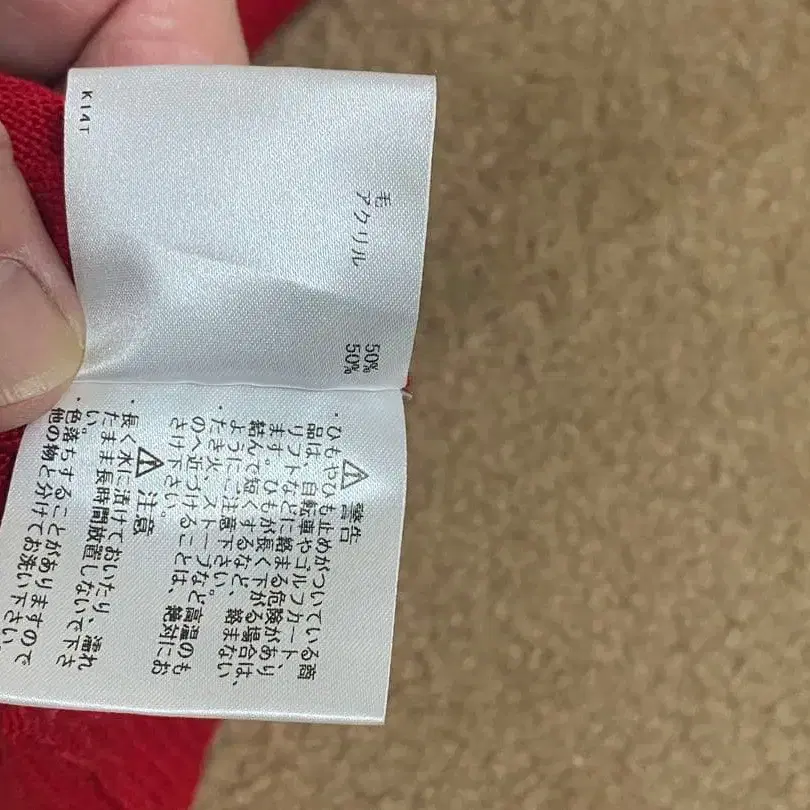 K14T
毛 50%
アクリル 50%
⚠ 警告
・ひもやひも止めがついている商
品は、自転車やゴルフカート、
リフトなどに絡まる危険があり
ます。ひもが長く下がる場合は、
結んで短くするなど、絡まない
ようにご注意下さい。
・たき火、ストーブなど高温のも
のへ近づけることは、絶対にお
さけ下さい。
⚠ 注意
・長く水に漬けておいたり、濡れ
たまま長時間放置しないで下さ
い。
・色落ちすることがありますので
他の物と分けてお洗い下さい。